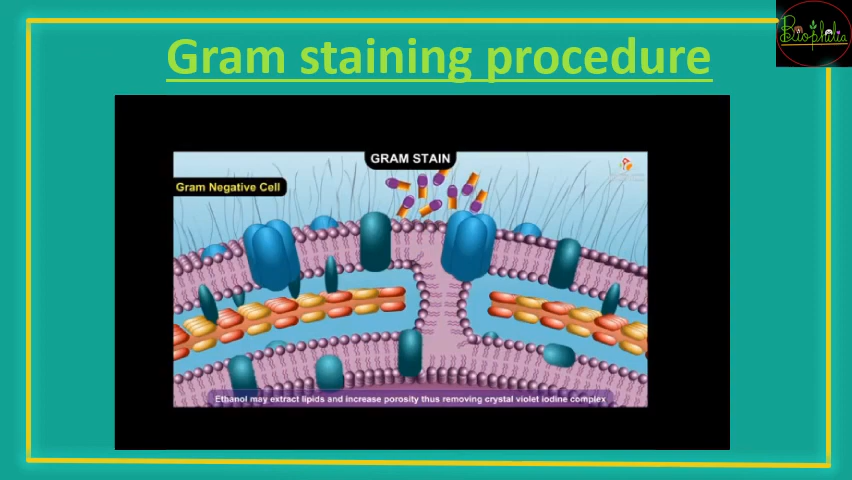 Biophilia
Gram staining procedure
GRAM STAIN
Gram Negative Cell
Ethanol may extract lipids and increase porosity thus removing crystal violet iodine complex